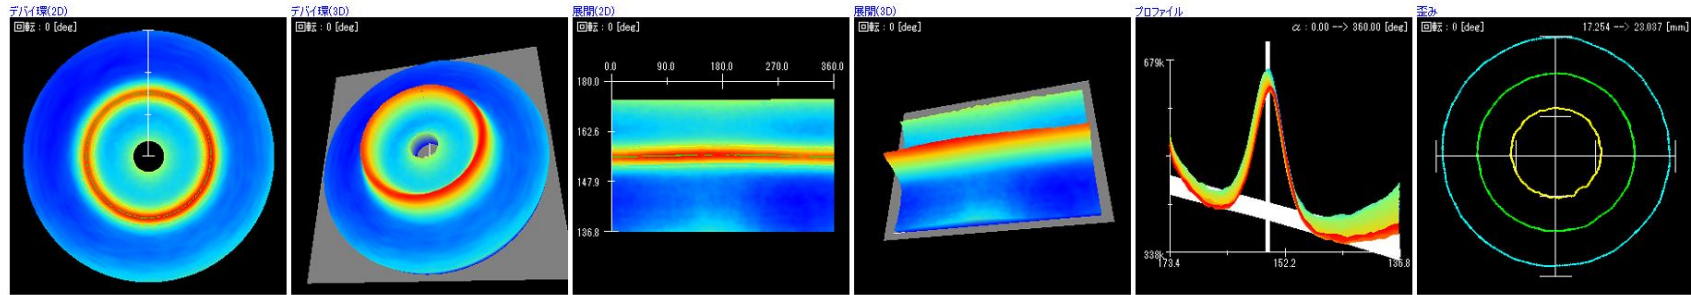 デバイ環(2D)
回転 : 0 [deg]
デバイ環(3D)
回転 : 0 [deg]
展開(2D)
回転 : 0 [deg]
0.0 90.0 180.0 270.0 360.0
180.0
162.6
147.9
136.8
展開(3D)
回転 : 0 [deg]
プロファイル
α : 0.00 --> 360.00 [deg]
679k
338k
173.4 152.2 136.8
歪み
回転 : 0 [deg] 17.254 --> 23.037 [mm]